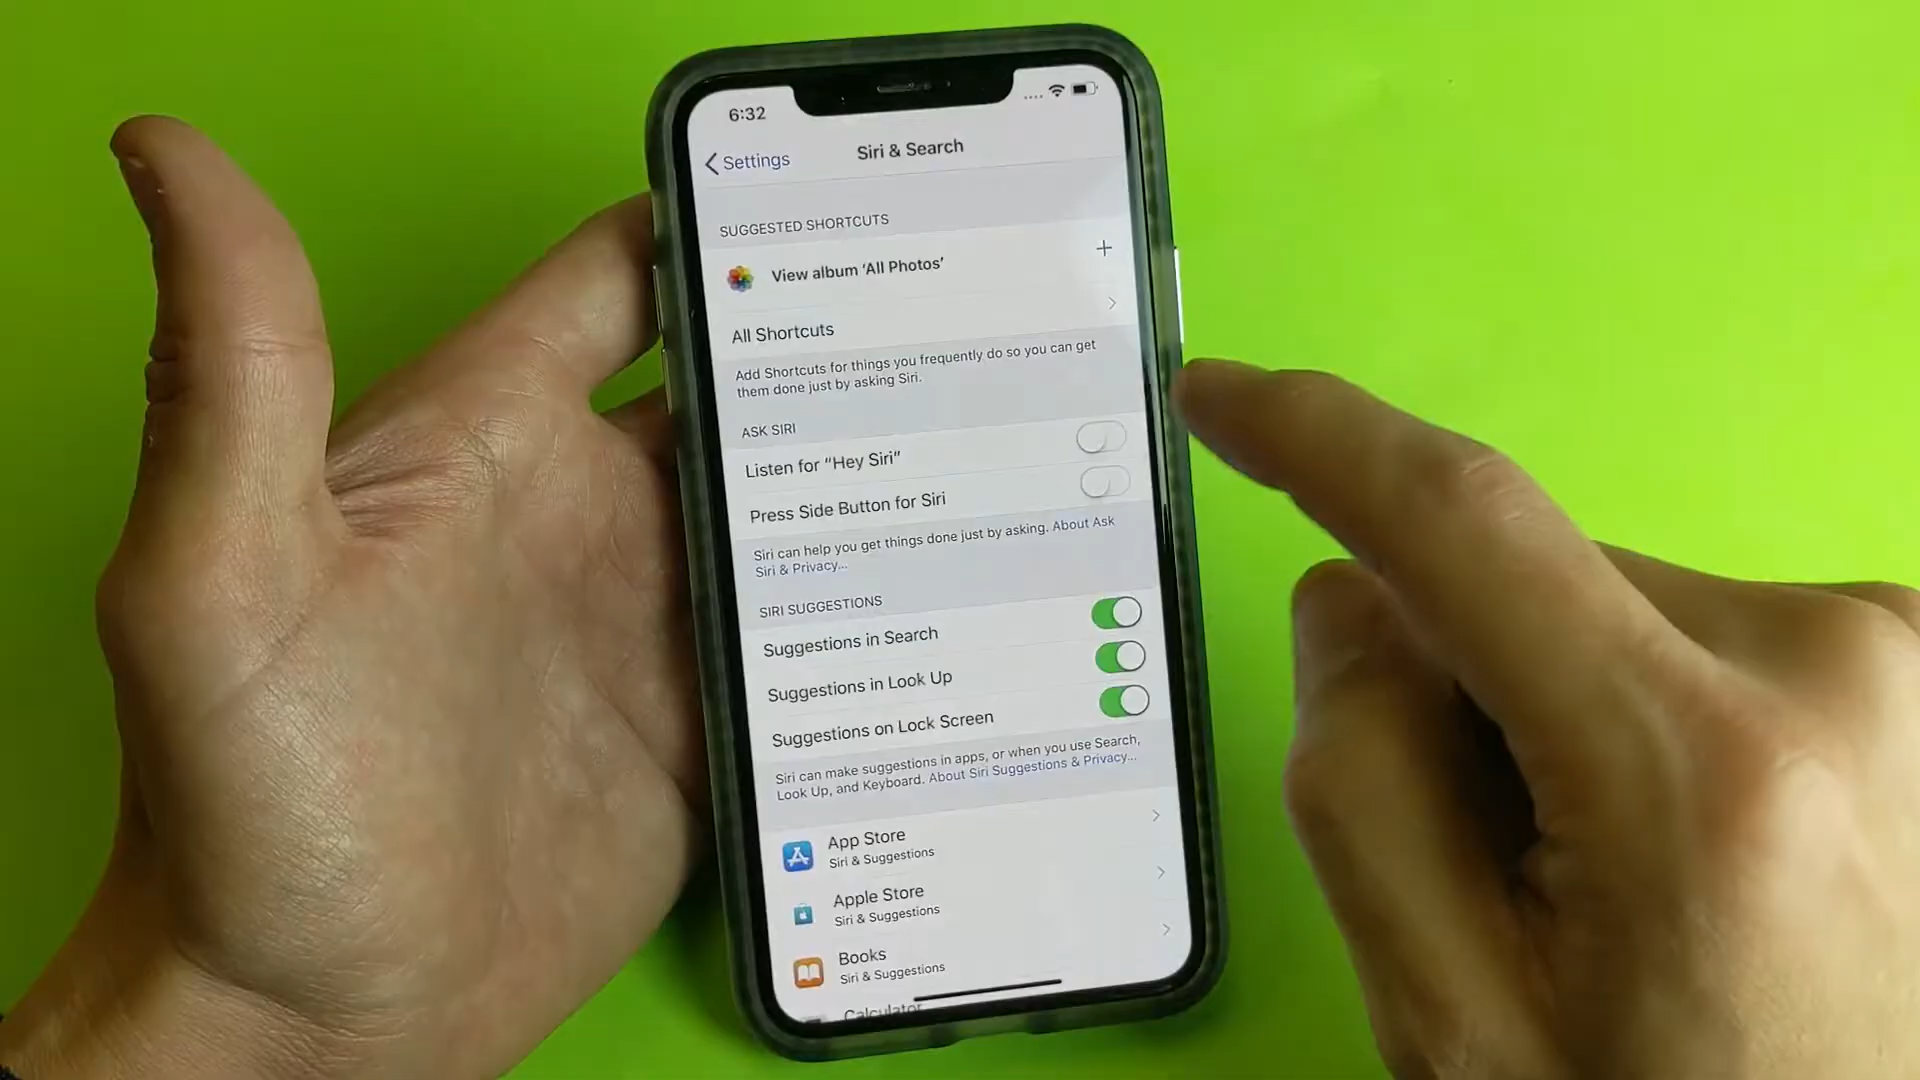 6:32
Settings
Siri & Search
SUGGESTED SHORTCUTS
View album ‘All Photos’
All Shortcuts
Add Shortcuts for things you frequently do so you can get
them done just by asking Siri.
ASK SIRI
Listen for “Hey Siri”
Press Side Button for Siri
Siri can help you get things done just by asking. About Ask
Siri & Privacy...
SIRI SUGGESTIONS
Suggestions in Search
Suggestions in Look Up
Suggestions on Lock Screen
Siri can make suggestions in apps, or when you use Search,
Look Up, and Keyboard. About Siri Suggestions & Privacy...
App Store
Siri & Suggestions
Apple Store
Siri & Suggestions
Books
Siri & Suggestions
Calculator